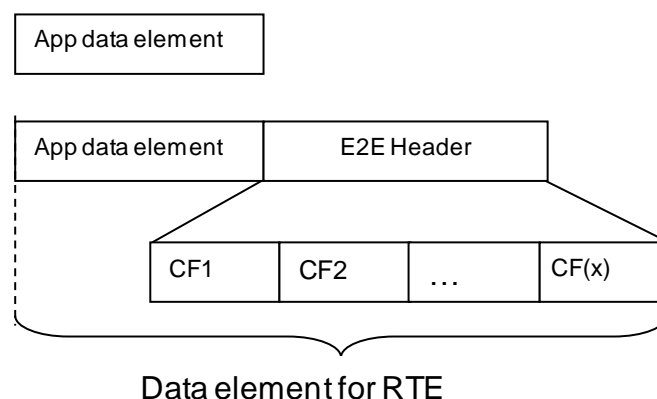 App data element
App data element E2E Header
CF1 CF2 ... CF(x)
Data element for RTE